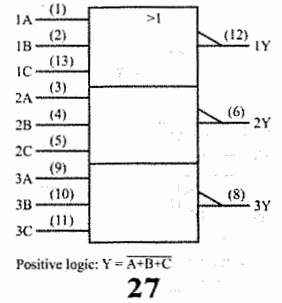 >1
1A (1)
1B (2)
1C (13)
(12) 1Y
2A (3)
2B (4)
2C (5)
(6) 2Y
3A (9)
3B (10)
3C (11)
(8) 3Y
Positive logic: Y = A+B+C
27